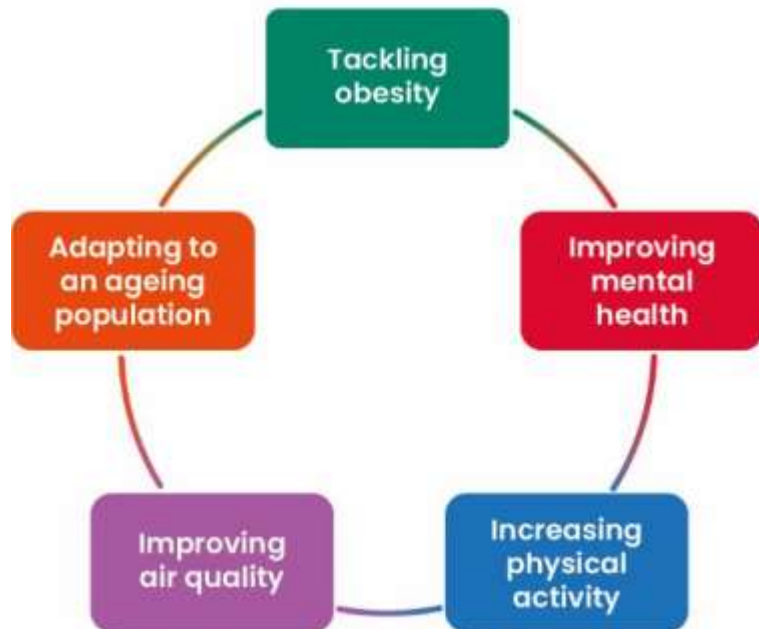 Tackling
obesity
Improving
mental
health
Increasing
physical
activity
Improving
air quality
Adapting to
an ageing
population